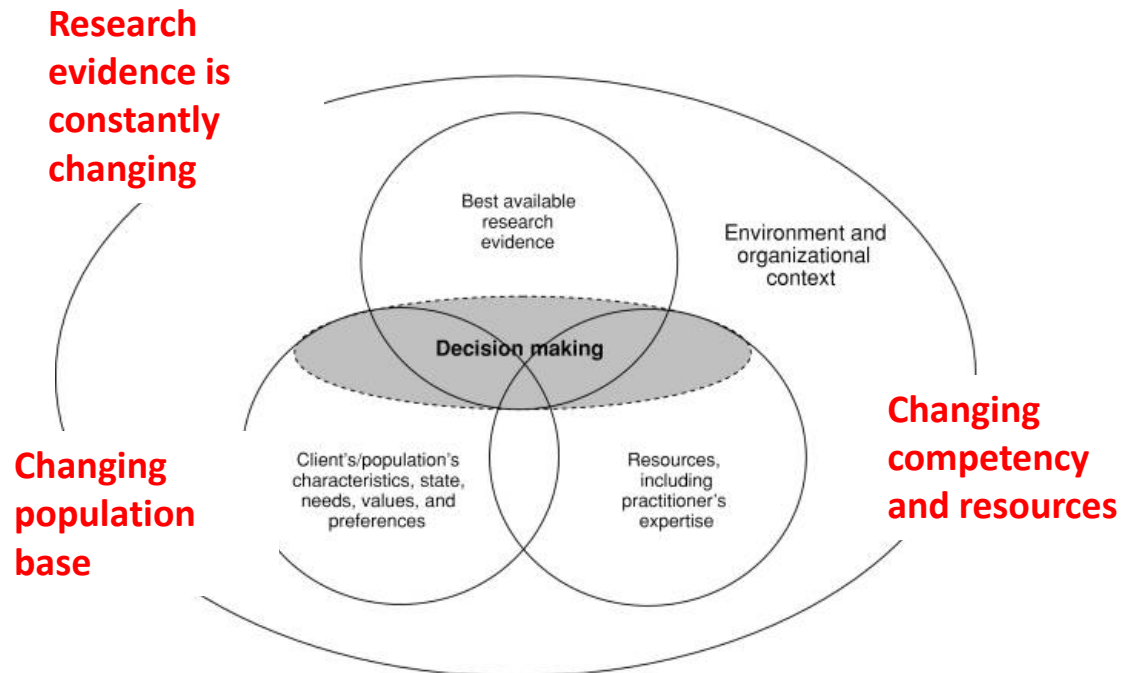 Research
evidence is
constantly
changing
Best available
research
evidence
Environment and
organizational
context
Decision making
Changing
population
base
Client's/population's
characteristics, state,
needs, values, and
preferences
Resources,
including
practitioner's
expertise
Changing
competency
and resources